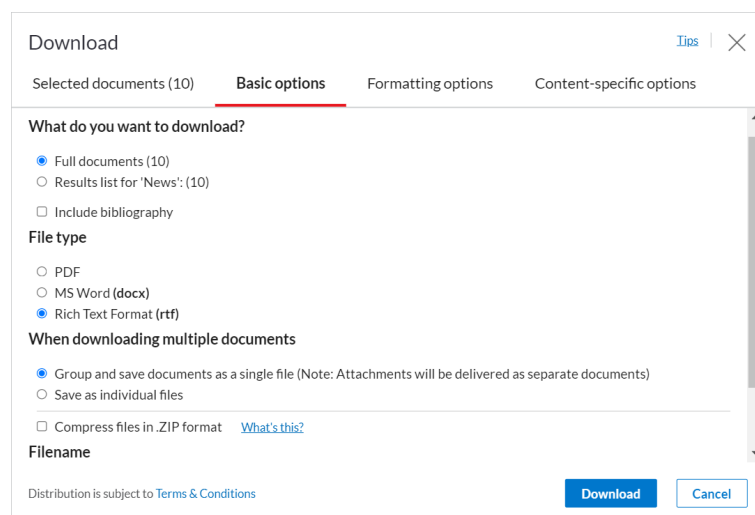 Download
Tips
Selected documents (10) Basic options Formatting options Content-specific options
What do you want to download?
Full documents (10)
Results list for 'News': (10)
Include bibliography
File type
PDF
MS Word (docx)
Rich Text Format (rtf)
When downloading multiple documents
Group and save documents as a single file (Note: Attachments will be delivered as separate documents)
Save as individual files
Compress files in .ZIP format What's this?
Filename
Distribution is subject to Terms & Conditions
Download Cancel